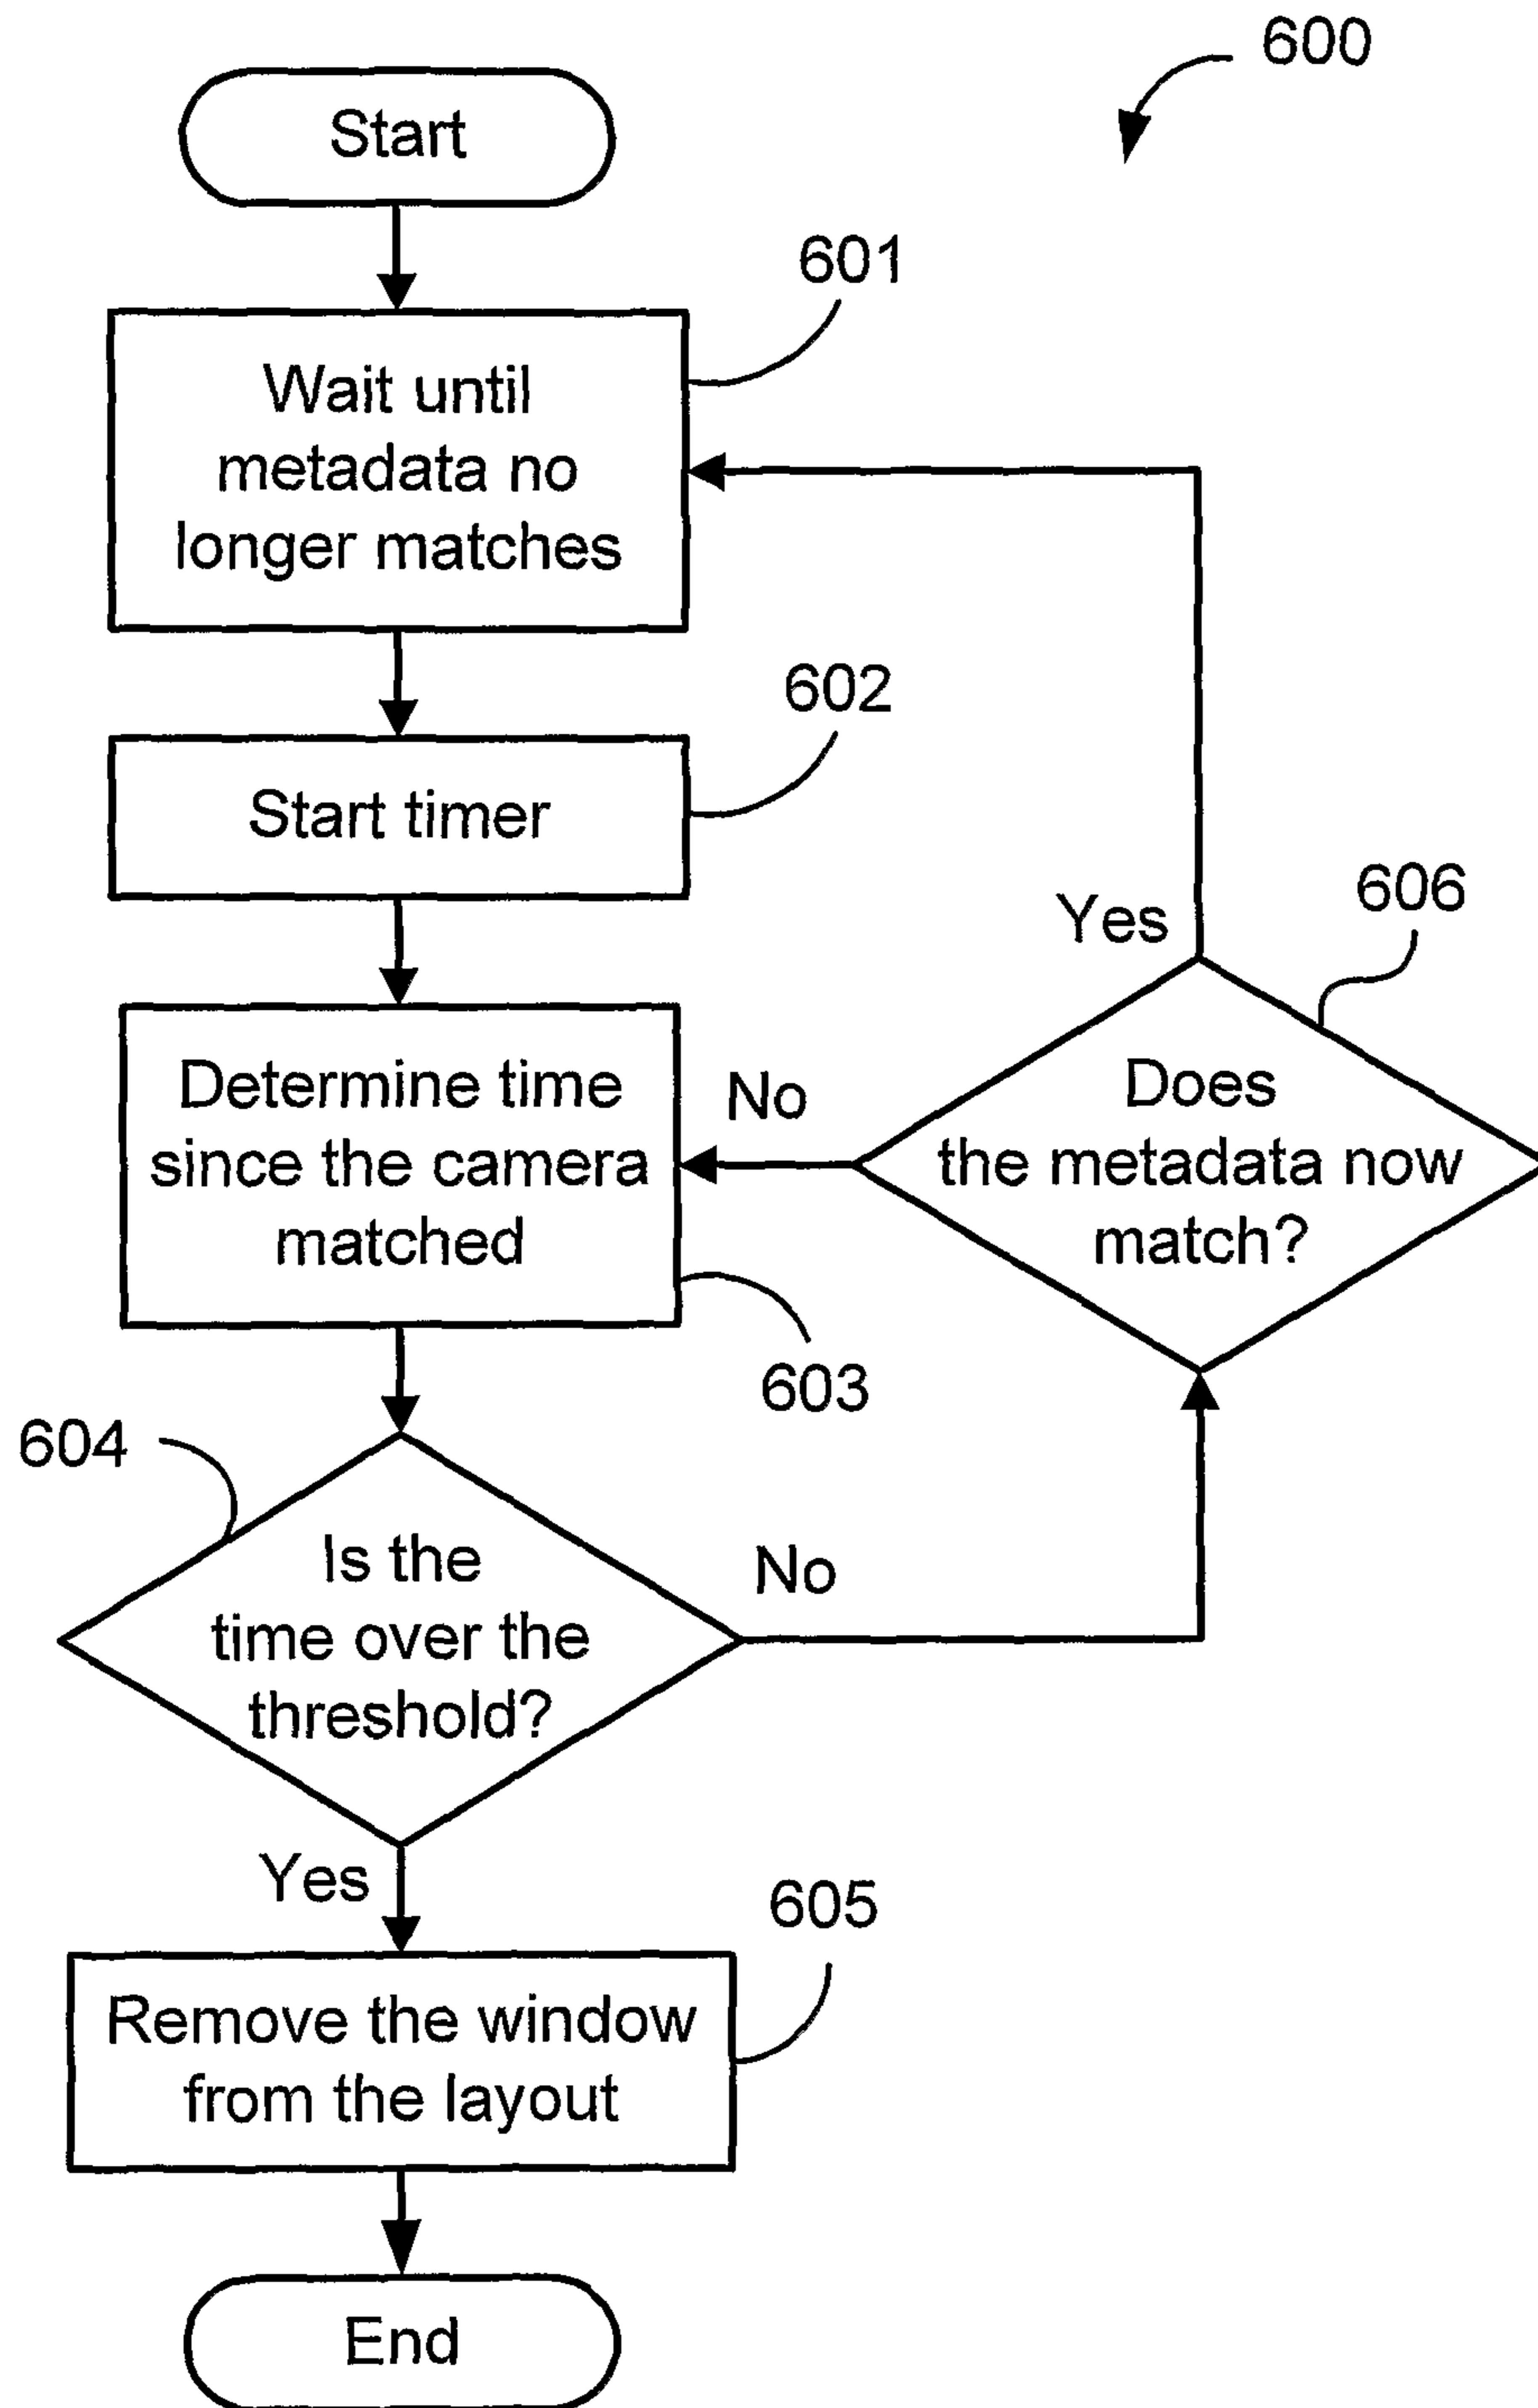 600
Start
601
Wait until
metadata no
longer matches
602
Start timer
606
Yes
Does
the metadata now
match?
No
Determine time
since the camera
matched
603
604
Is the
time over the
threshold?
No
Yes
605
Remove the window
from the layout
End